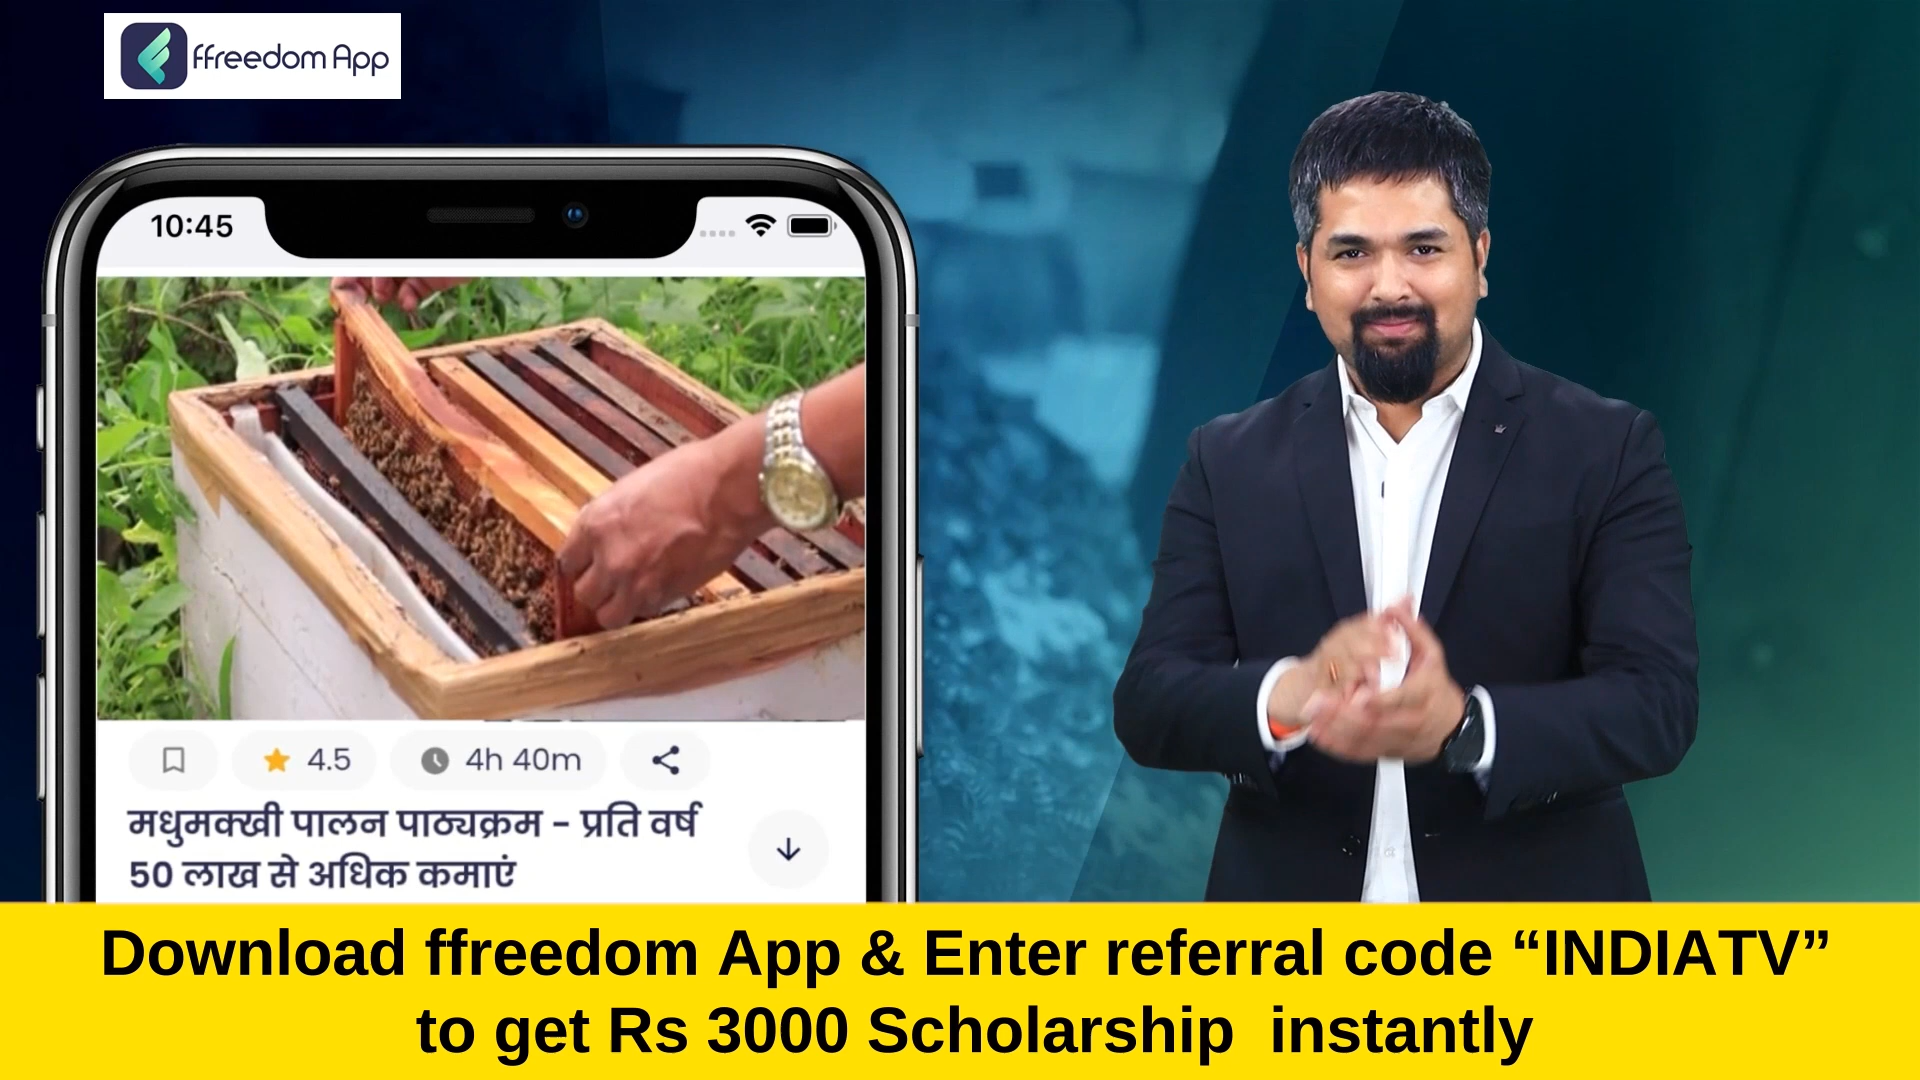 ffreedom App
10:45
4.5
4h 40m
मधुमक्खी पालन पाठ्यक्रम - प्रति वर्ष
50 लाख से अधिक कमाएं
Download ffreedom App & Enter referral code “INDIATV”
to get Rs 3000 Scholarship instantly